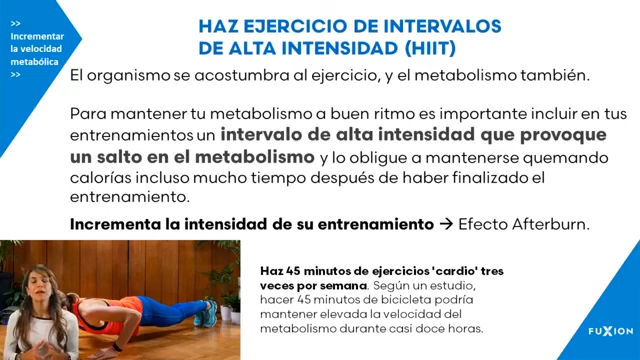 >>
Incrementar
la velocidad
metabólica
>>
HAZ EJERCICIO DE INTERVALOS
DE ALTA INTENSIDAD (HIIT)
El organismo se acostumbra al ejercicio, y el metabolismo también.
Para mantener tu metabolismo a buen ritmo es importante incluir en tus
entrenamientos un intervalo de alta intensidad que provoque
un salto en el metabolismo y lo obligue a mantenerse quemando
calorías incluso mucho tiempo después de haber finalizado el
entrenamiento.
Incrementa la intensidad de su entrenamiento → Efecto Afterburn.
Haz 45 minutos de ejercicios 'cardio' tres
veces por semana. Según un estudio,
hacer 45 minutos de bicicleta podría
mantener elevada la velocidad del
metabolismo durante casi doce horas.
FUXION